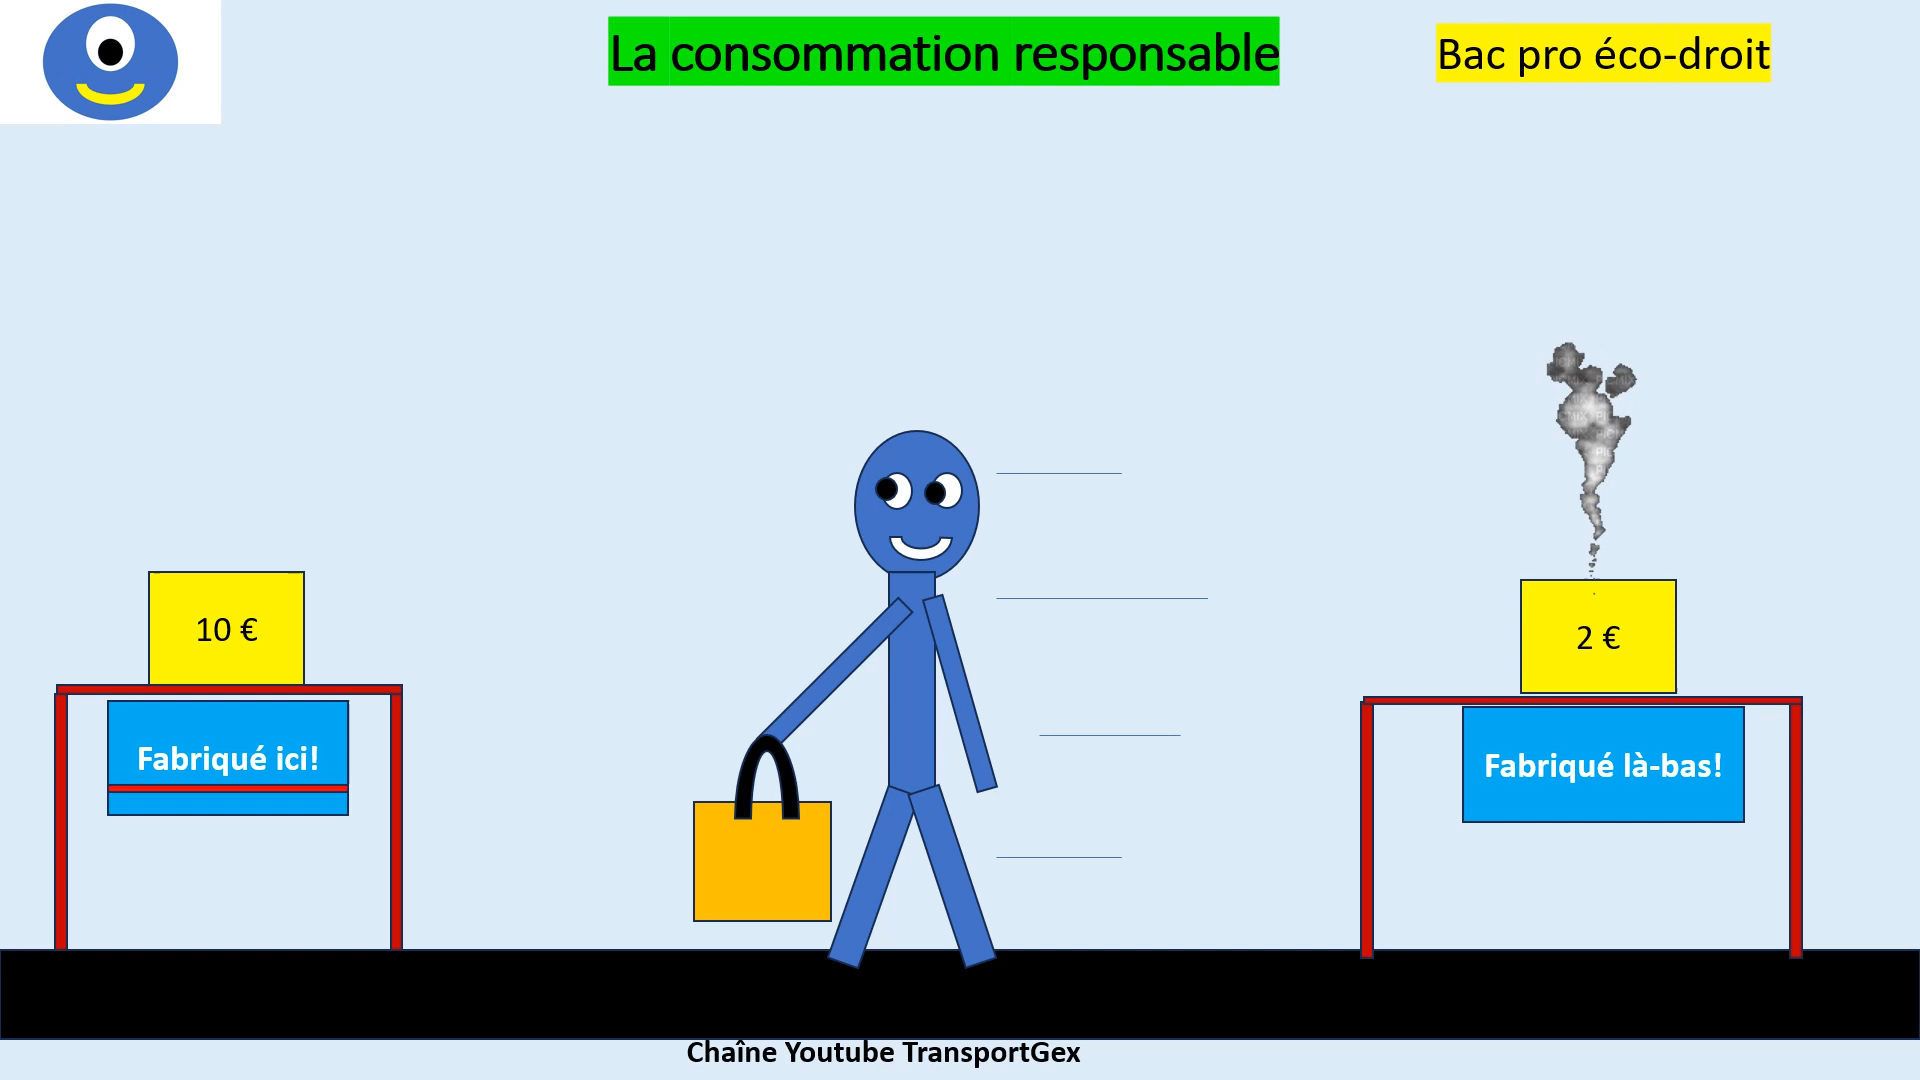 La consommation responsable
Bac pro éco-droit
10 €
2 €
Fabriqué ici!
Fabriqué là-bas!
Chaîne Youtube TransportGex